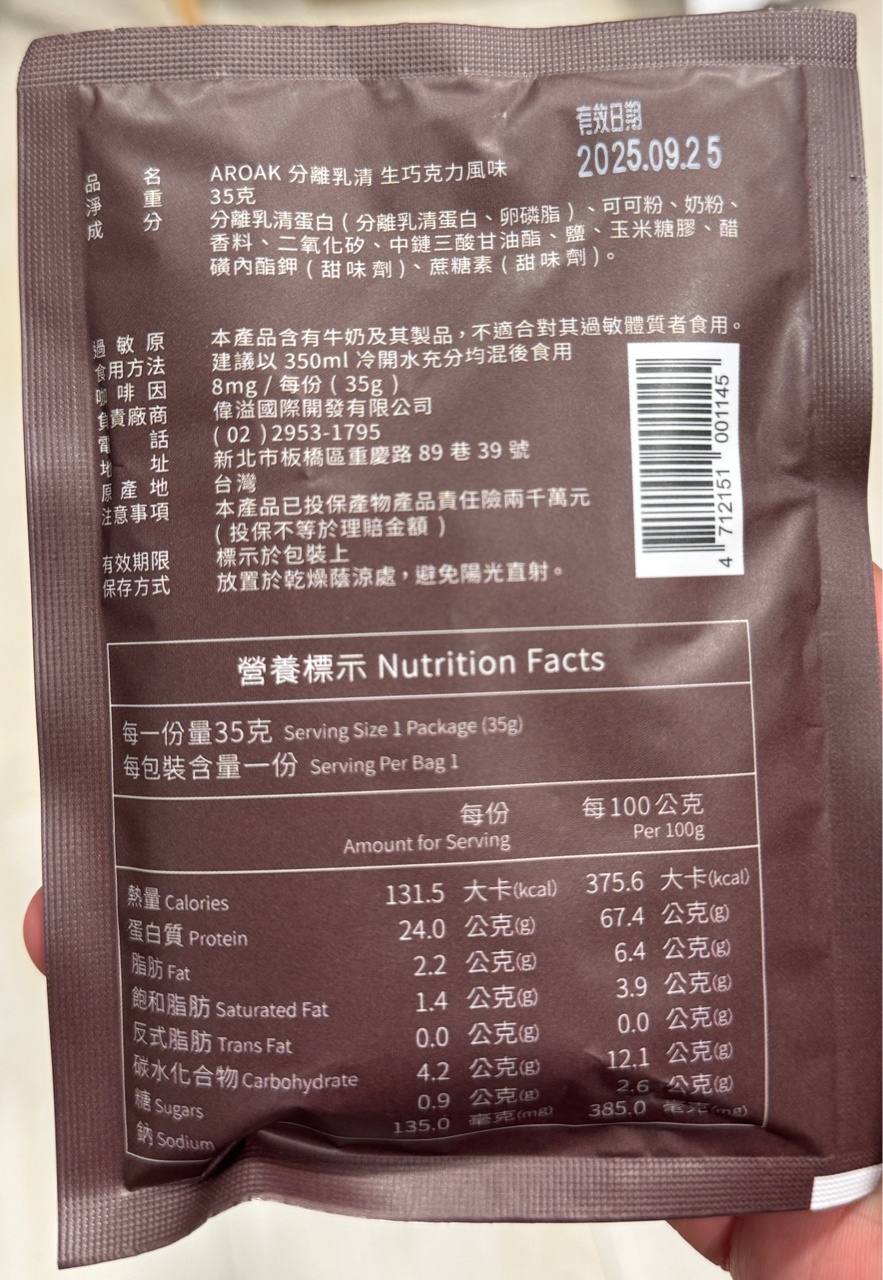 有效日期
2025.09.25
品名 AROAK 分離乳清 生巧克力風味
淨重 35克
成分 分離乳清蛋白（分離乳清蛋白、卵磷脂）、可可粉、奶粉、
香料、二氧化矽、中鏈三酸甘油酯、鹽、玉米糖膠、醋
磺內酯鉀（甜味劑）、蔗糖素（甜味劑）。
過敏原 本產品含有牛奶及其製品，不適合對其過敏體質者食用。
食用方法 建議以 350ml 冷開水充分均混後食用
咖啡因 8mg / 每份（35g）
負責廠商 偉溢國際開發有限公司
電話 (02)2953-1795
地址 新北市板橋區重慶路 89 巷 39 號
原產地 台灣
注意事項 本產品已投保產物產品責任險兩千萬元
（投保不等於理賠金額）
有效期限 標示於包裝上
保存方式 放置於乾燥蔭涼處，避免陽光直射。
4 712151 001145
營養標示 Nutrition Facts
每一份量35克 Serving Size 1 Package (35g)
每包裝含量一份 Serving Per Bag 1
每份 每100公克
Amount for Serving Per 100g
熱量 Calories 131.5 大卡(kcal) 375.6 大卡(kcal)
蛋白質 Protein 24.0 公克(g) 67.4 公克(g)
脂肪 Fat 2.2 公克(g) 6.4 公克(g)
飽和脂肪 Saturated Fat 1.4 公克(g) 3.9 公克(g)
反式脂肪 Trans Fat 0.0 公克(g) 0.0 公克(g)
碳水化合物 Carbohydrate 4.2 公克(g) 12.1 公克(g)
糖 Sugars 0.9 公克(g) 2.6 公克(g)
鈉 Sodium 135.0 毫克(mg) 385.0 毫克(mg)